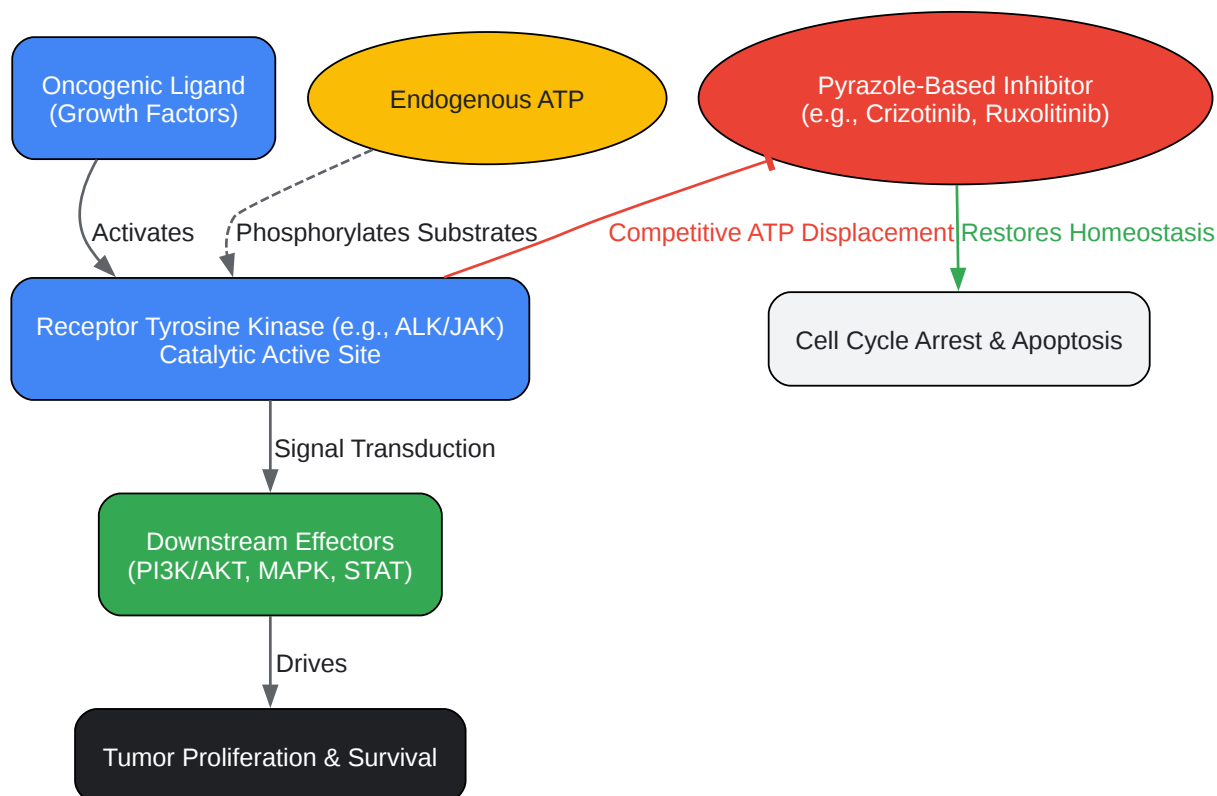 Oncogenic Ligand
(Growth Factors)
Endogenous ATP
Pyrazole-Based Inhibitor
(e.g., Crizotinib, Ruxolitinib)
Activates
Phosphorylates Substrates
Competitive ATP Displacement
Restores Homeostasis
Receptor Tyrosine Kinase (e.g., ALK/JAK)
Catalytic Active Site
Cell Cycle Arrest & Apoptosis
Signal Transduction
Downstream Effectors
(PI3K/AKT, MAPK, STAT)
Drives
Tumor Proliferation & Survival